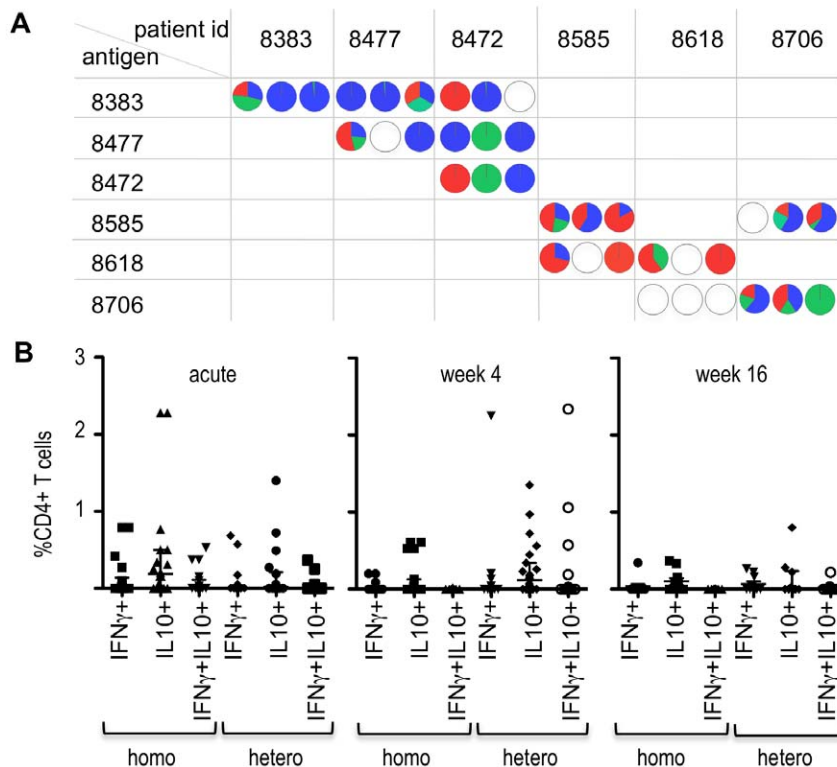 A
patient id
antigen
8383 8477 8472 8585 8618 8706
8383
8477
8472
8585
8618
8706
B
%CD4+ T cells
3
2
1
acute
week 4
week 16
IFNγ+
IL10+
IFNγ+IL10+
IFNγ+
IL10+
IFNγ+IL10+
IFNγ+
IL10+
IFNγ+IL10+
IFNγ+
IL10+
IFNγ+IL10+
IFNγ+
IL10+
IFNγ+IL10+
IFNγ+
IL10+
IFNγ+IL10+
homo hetero homo hetero homo hetero